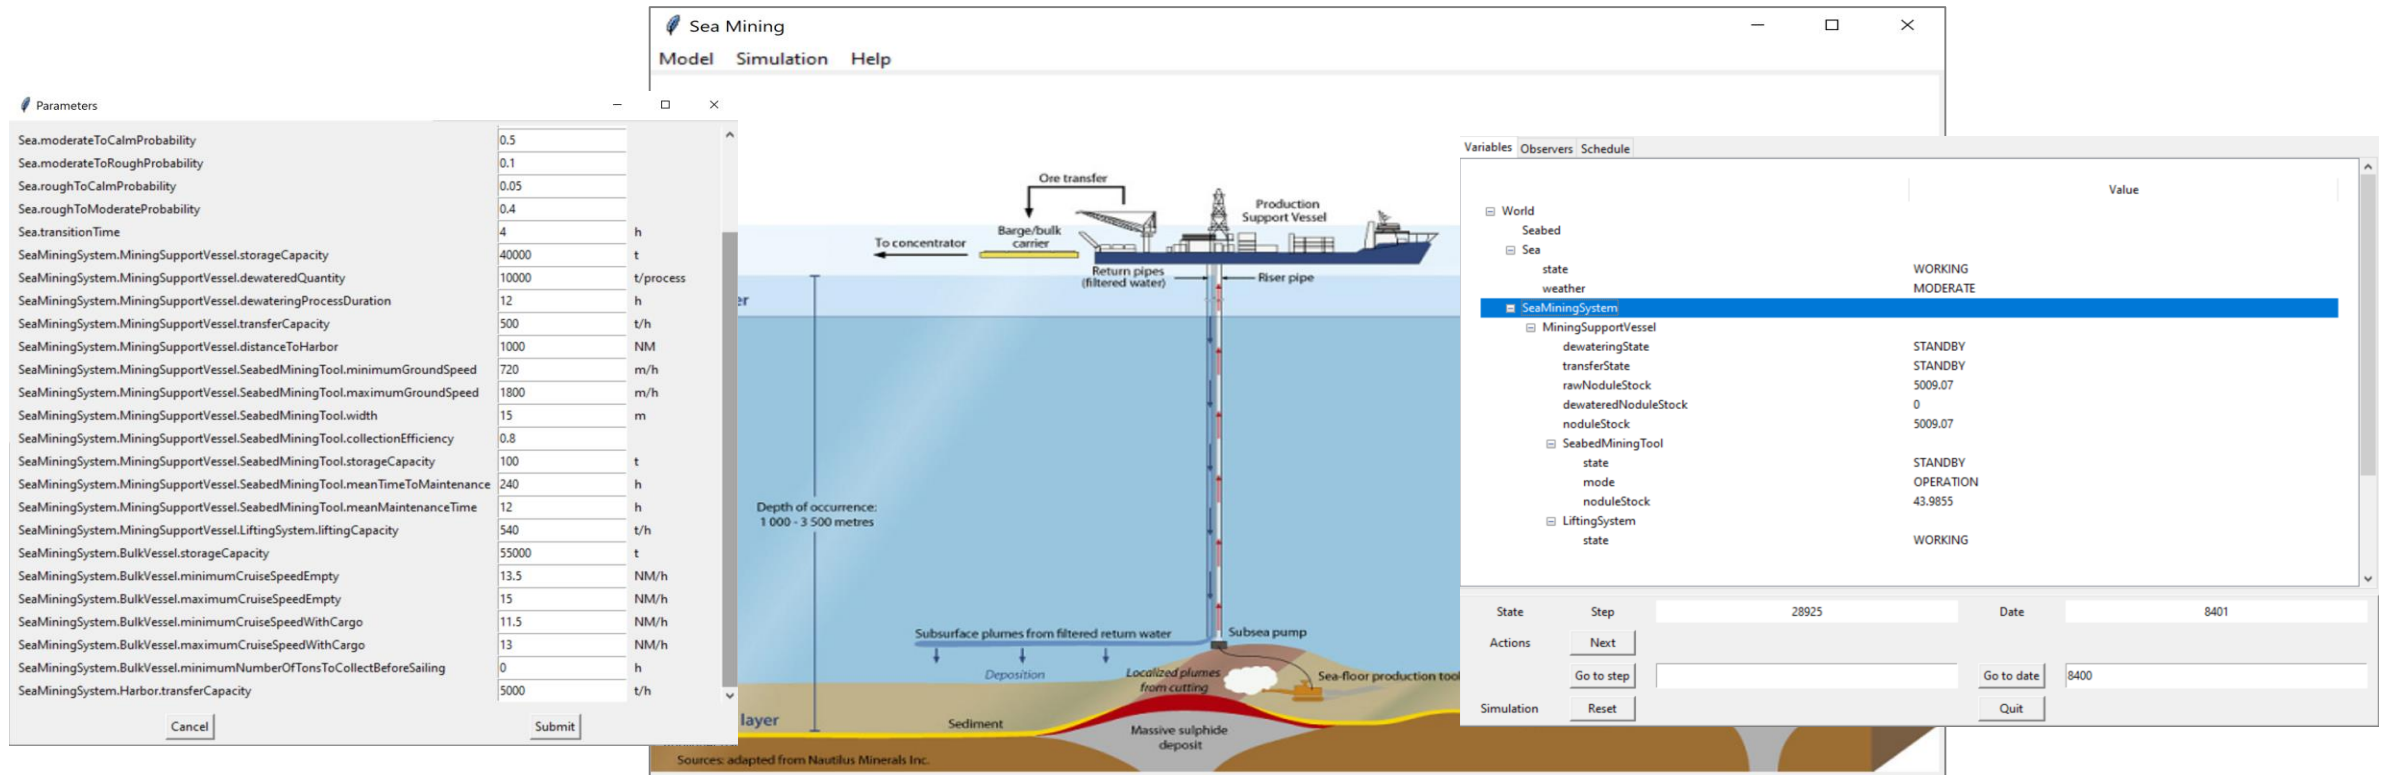 Sea Mining
Model Simulation Help
Parameters
Sea.moderateToCalmProbability 0.5
Sea.moderateToRoughProbability 0.1
Sea.roughToCalmProbability 0.05
Sea.roughToModerateProbability 0.4
Sea.transitionTime 4 h
SeaMiningSystem.MiningSupportVessel.storageCapacity 40000 t
SeaMiningSystem.MiningSupportVessel.dewateredQuantity 10000 t/process
SeaMiningSystem.MiningSupportVessel.dewateringProcessDuration 12 h
SeaMiningSystem.MiningSupportVessel.transferCapacity 500 t/h
SeaMiningSystem.MiningSupportVessel.distanceToHarbor 1000 NM
SeaMiningSystem.MiningSupportVessel.SeabedMiningTool.minimumGroundSpeed 720 m/h
SeaMiningSystem.MiningSupportVessel.SeabedMiningTool.maximumGroundSpeed 1800 m/h
SeaMiningSystem.MiningSupportVessel.SeabedMiningTool.width 15 m
SeaMiningSystem.MiningSupportVessel.SeabedMiningTool.collectionEfficiency 0.8
SeaMiningSystem.MiningSupportVessel.SeabedMiningTool.storageCapacity 100 t
SeaMiningSystem.MiningSupportVessel.SeabedMiningTool.meanTimeToMaintenance 240 h
SeaMiningSystem.MiningSupportVessel.SeabedMiningTool.meanMaintenanceTime 12 h
SeaMiningSystem.MiningSupportVessel.LiftingSystem.liftingCapacity 540 t/h
SeaMiningSystem.BulkVessel.storageCapacity 55000 t
SeaMiningSystem.BulkVessel.minimumCruiseSpeedEmpty 13.5 NM/h
SeaMiningSystem.BulkVessel.maximumCruiseSpeedEmpty 15 NM/h
SeaMiningSystem.BulkVessel.minimumCruiseSpeedWithCargo 11.5 NM/h
SeaMiningSystem.BulkVessel.maximumCruiseSpeedWithCargo 13 NM/h
SeaMiningSystem.BulkVessel.minimumNumberOfTonsToCollectBeforeSailing 0 h
SeaMiningSystem.Harbor.transferCapacity 5000 t/h
Cancel Submit
Ore transfer
Production
Support Vessel
Barge/bulk
carrier
To concentrator
Return pipes
(filtered water)
Riser pipe
er
Depth of occurrence:
1 000 - 3 500 metres
Subsurface plumes from filtered return water
Subsea pump
Deposition
Localized plumes
from cutting
Sea-floor production tool
layer
Sediment
Massive sulphide
deposit
Sources: adapted from Nautilus Minerals Inc.
Variables Observers Schedule
Value
World
Seabed
Sea
state WORKING
weather MODERATE
SeaMiningSystem
MiningSupportVessel
dewateringState STANDBY
transferState STANDBY
rawNoduleStock 5009.07
dewateredNoduleStock 0
noduleStock 5009.07
SeabedMiningTool
state STANDBY
mode OPERATION
noduleStock 43.9855
LiftingSystem
state WORKING
State Step 28925 Date 8401
Actions Next
Go to step Go to date 8400
Simulation Reset Quit